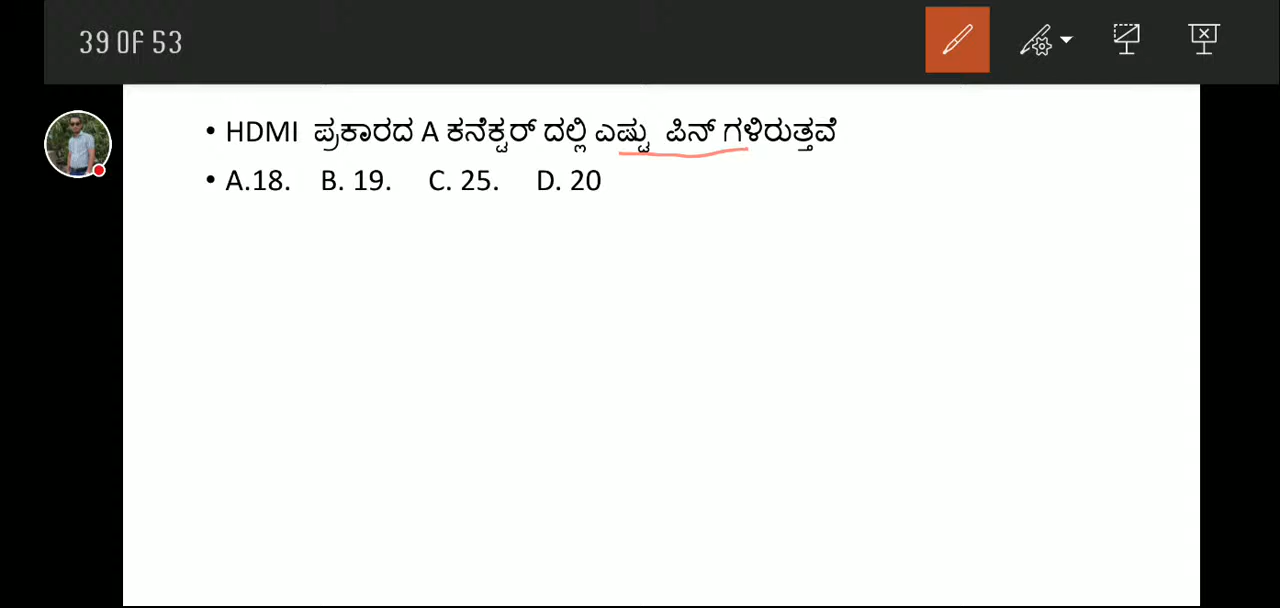 39 OF 53
• HDMI ಪ್ರಕಾರದ A ಕನೆಕ್ಟರ್ ದಲ್ಲಿ ಎಷ್ಟು ಪಿನ್ ಗಳಿರುತ್ತವೆ
• A.18. B. 19. C. 25. D. 20